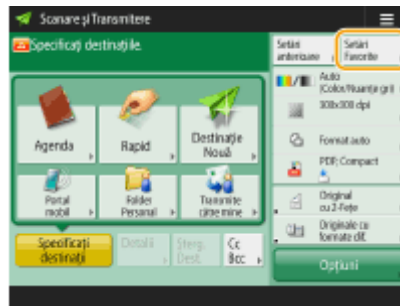 Scanare și Transmitere
Specificați destinațiile.
Setări
anterioare
Setări
Favorite
Auto
(Color/Nuanțe gri)
300x300 dpi
Format auto
PDF; Compact
Original
cu 2-Fețe
Originale cu
formate dif.
Opțiuni
Agenda
Rapid
Destinație
Nouă
Portal
mobil
Folder
Personal
Transmite
către mine
Specificați
destinații
Detalii
Șterg.
Dest.
Cc
Bcc